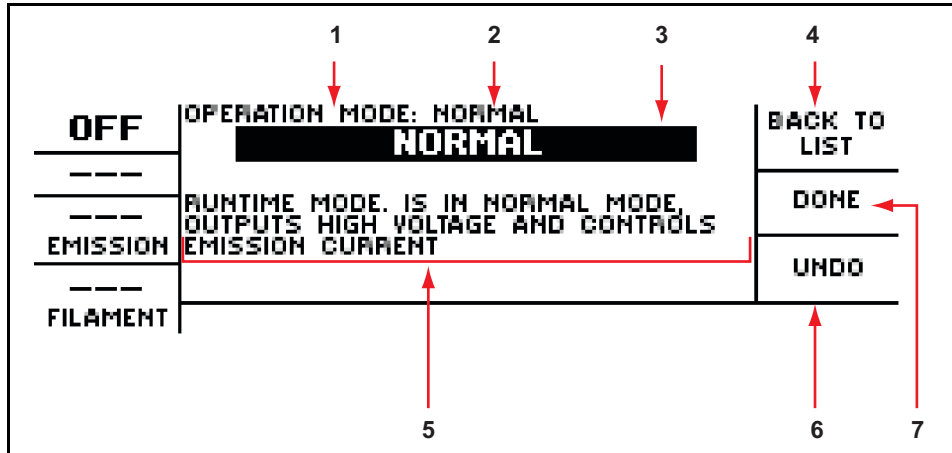 1 2 3 4
OFF
---
---
EMISSION
---
FILAMENT
OPERATION MODE: NORMAL
NORMAL
RUNTIME MODE. IS IN NORMAL MODE,
OUTPUTS HIGH VOLTAGE AND CONTROLS
EMISSION CURRENT
BACK TO
LIST
DONE
UNDO
5 6 7